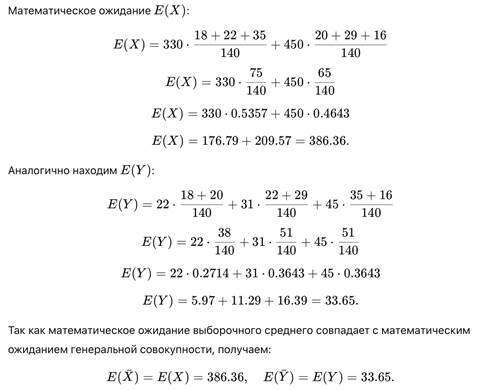 Математическое ожидание E(X):
E(X) = 330 · (18 + 22 + 35)/140 + 450 · (20 + 29 + 16)/140
E(X) = 330 · 75/140 + 450 · 65/140
E(X) = 330 · 0.5357 + 450 · 0.4643
E(X) = 176.79 + 209.57 = 386.36.
Аналогично находим E(Y):
E(Y) = 22 · (18 + 20)/140 + 31 · (22 + 29)/140 + 45 · (35 + 16)/140
E(Y) = 22 · 38/140 + 31 · 51/140 + 45 · 51/140
E(Y) = 22 · 0.2714 + 31 · 0.3643 + 45 · 0.3643
E(Y) = 5.97 + 11.29 + 16.39 = 33.65.
Так как математическое ожидание выборочного среднего совпадает с математическим
ожиданием генеральной совокупности, получаем:
E(X̄) = E(X) = 386.36, E(Ȳ) = E(Y) = 33.65.